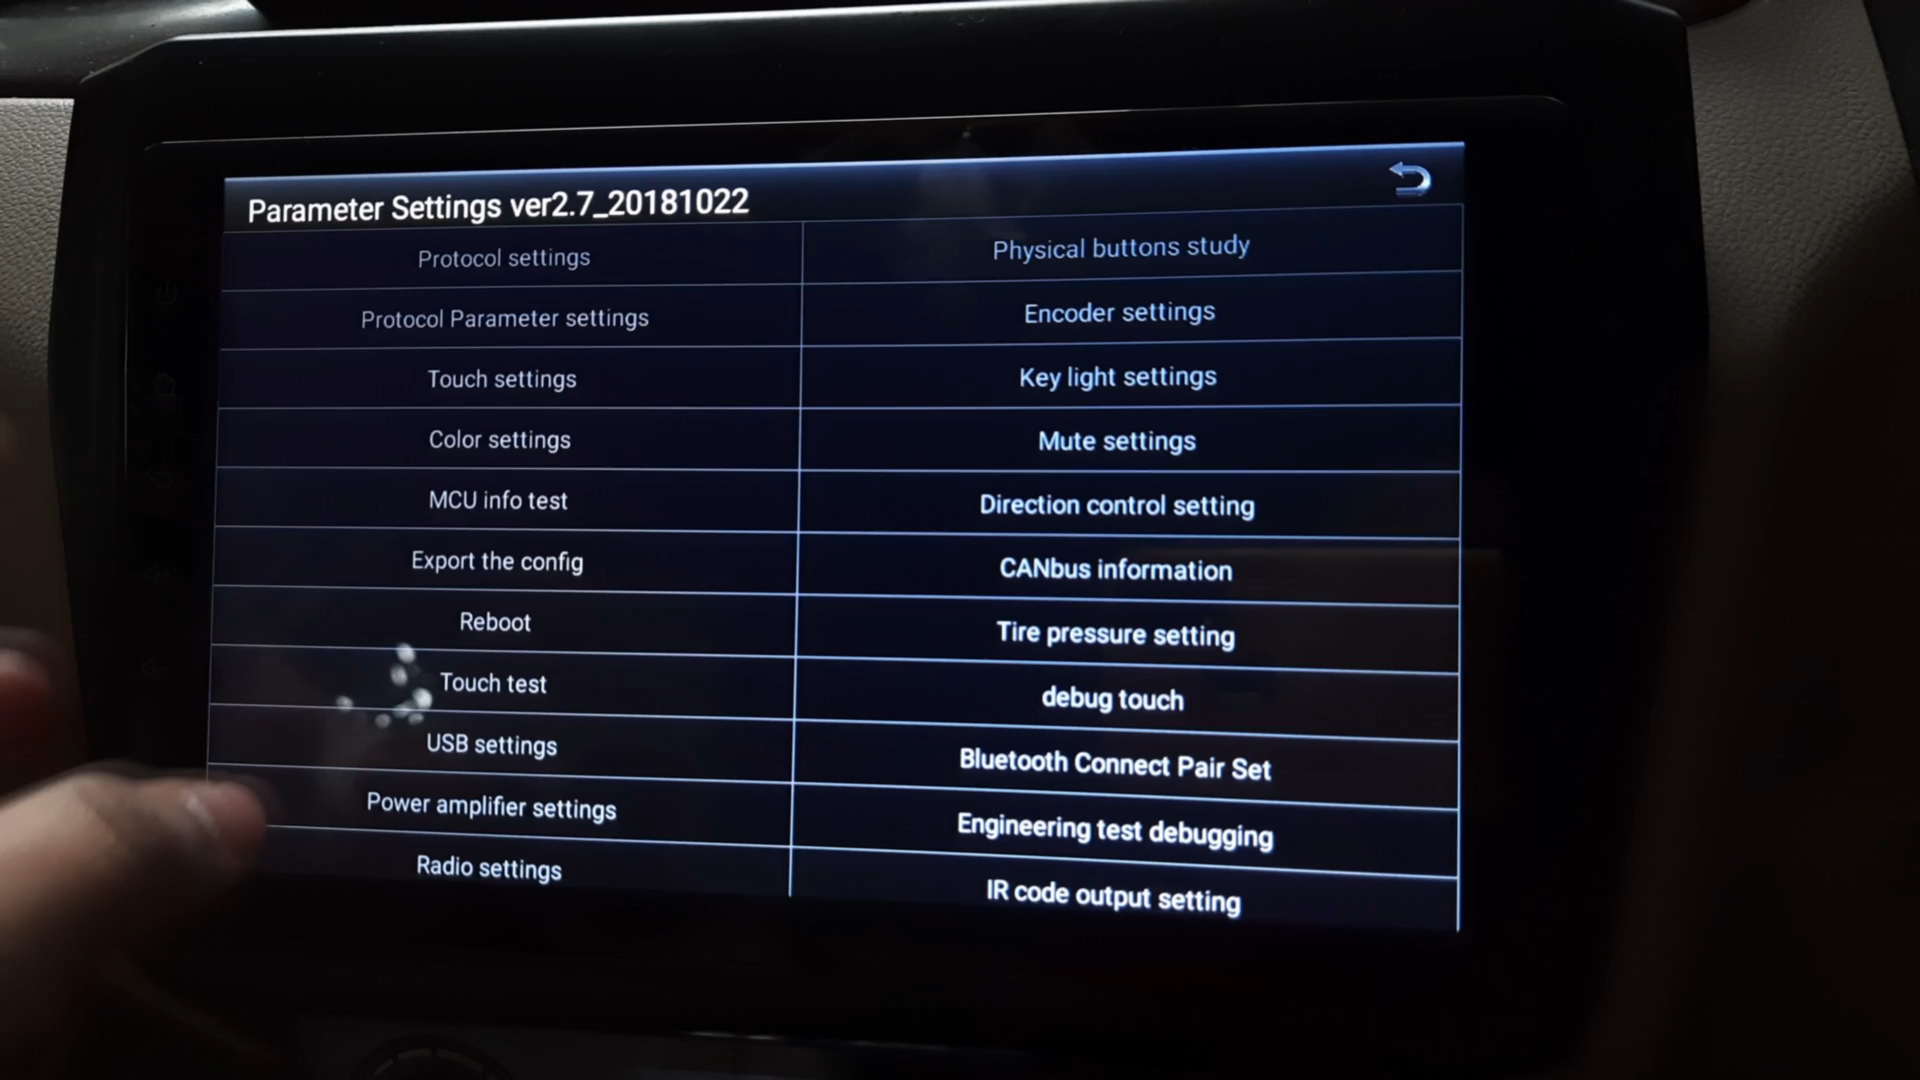 Parameter Settings ver2.7_20181022
Protocol settings
Physical buttons study
Protocol Parameter settings
Encoder settings
Touch settings
Key light settings
Color settings
Mute settings
MCU info test
Direction control setting
Export the config
CANbus information
Reboot
Tire pressure setting
Touch test
debug touch
USB settings
Bluetooth Connect Pair Set
Power amplifier settings
Engineering test debugging
Radio settings
IR code output setting